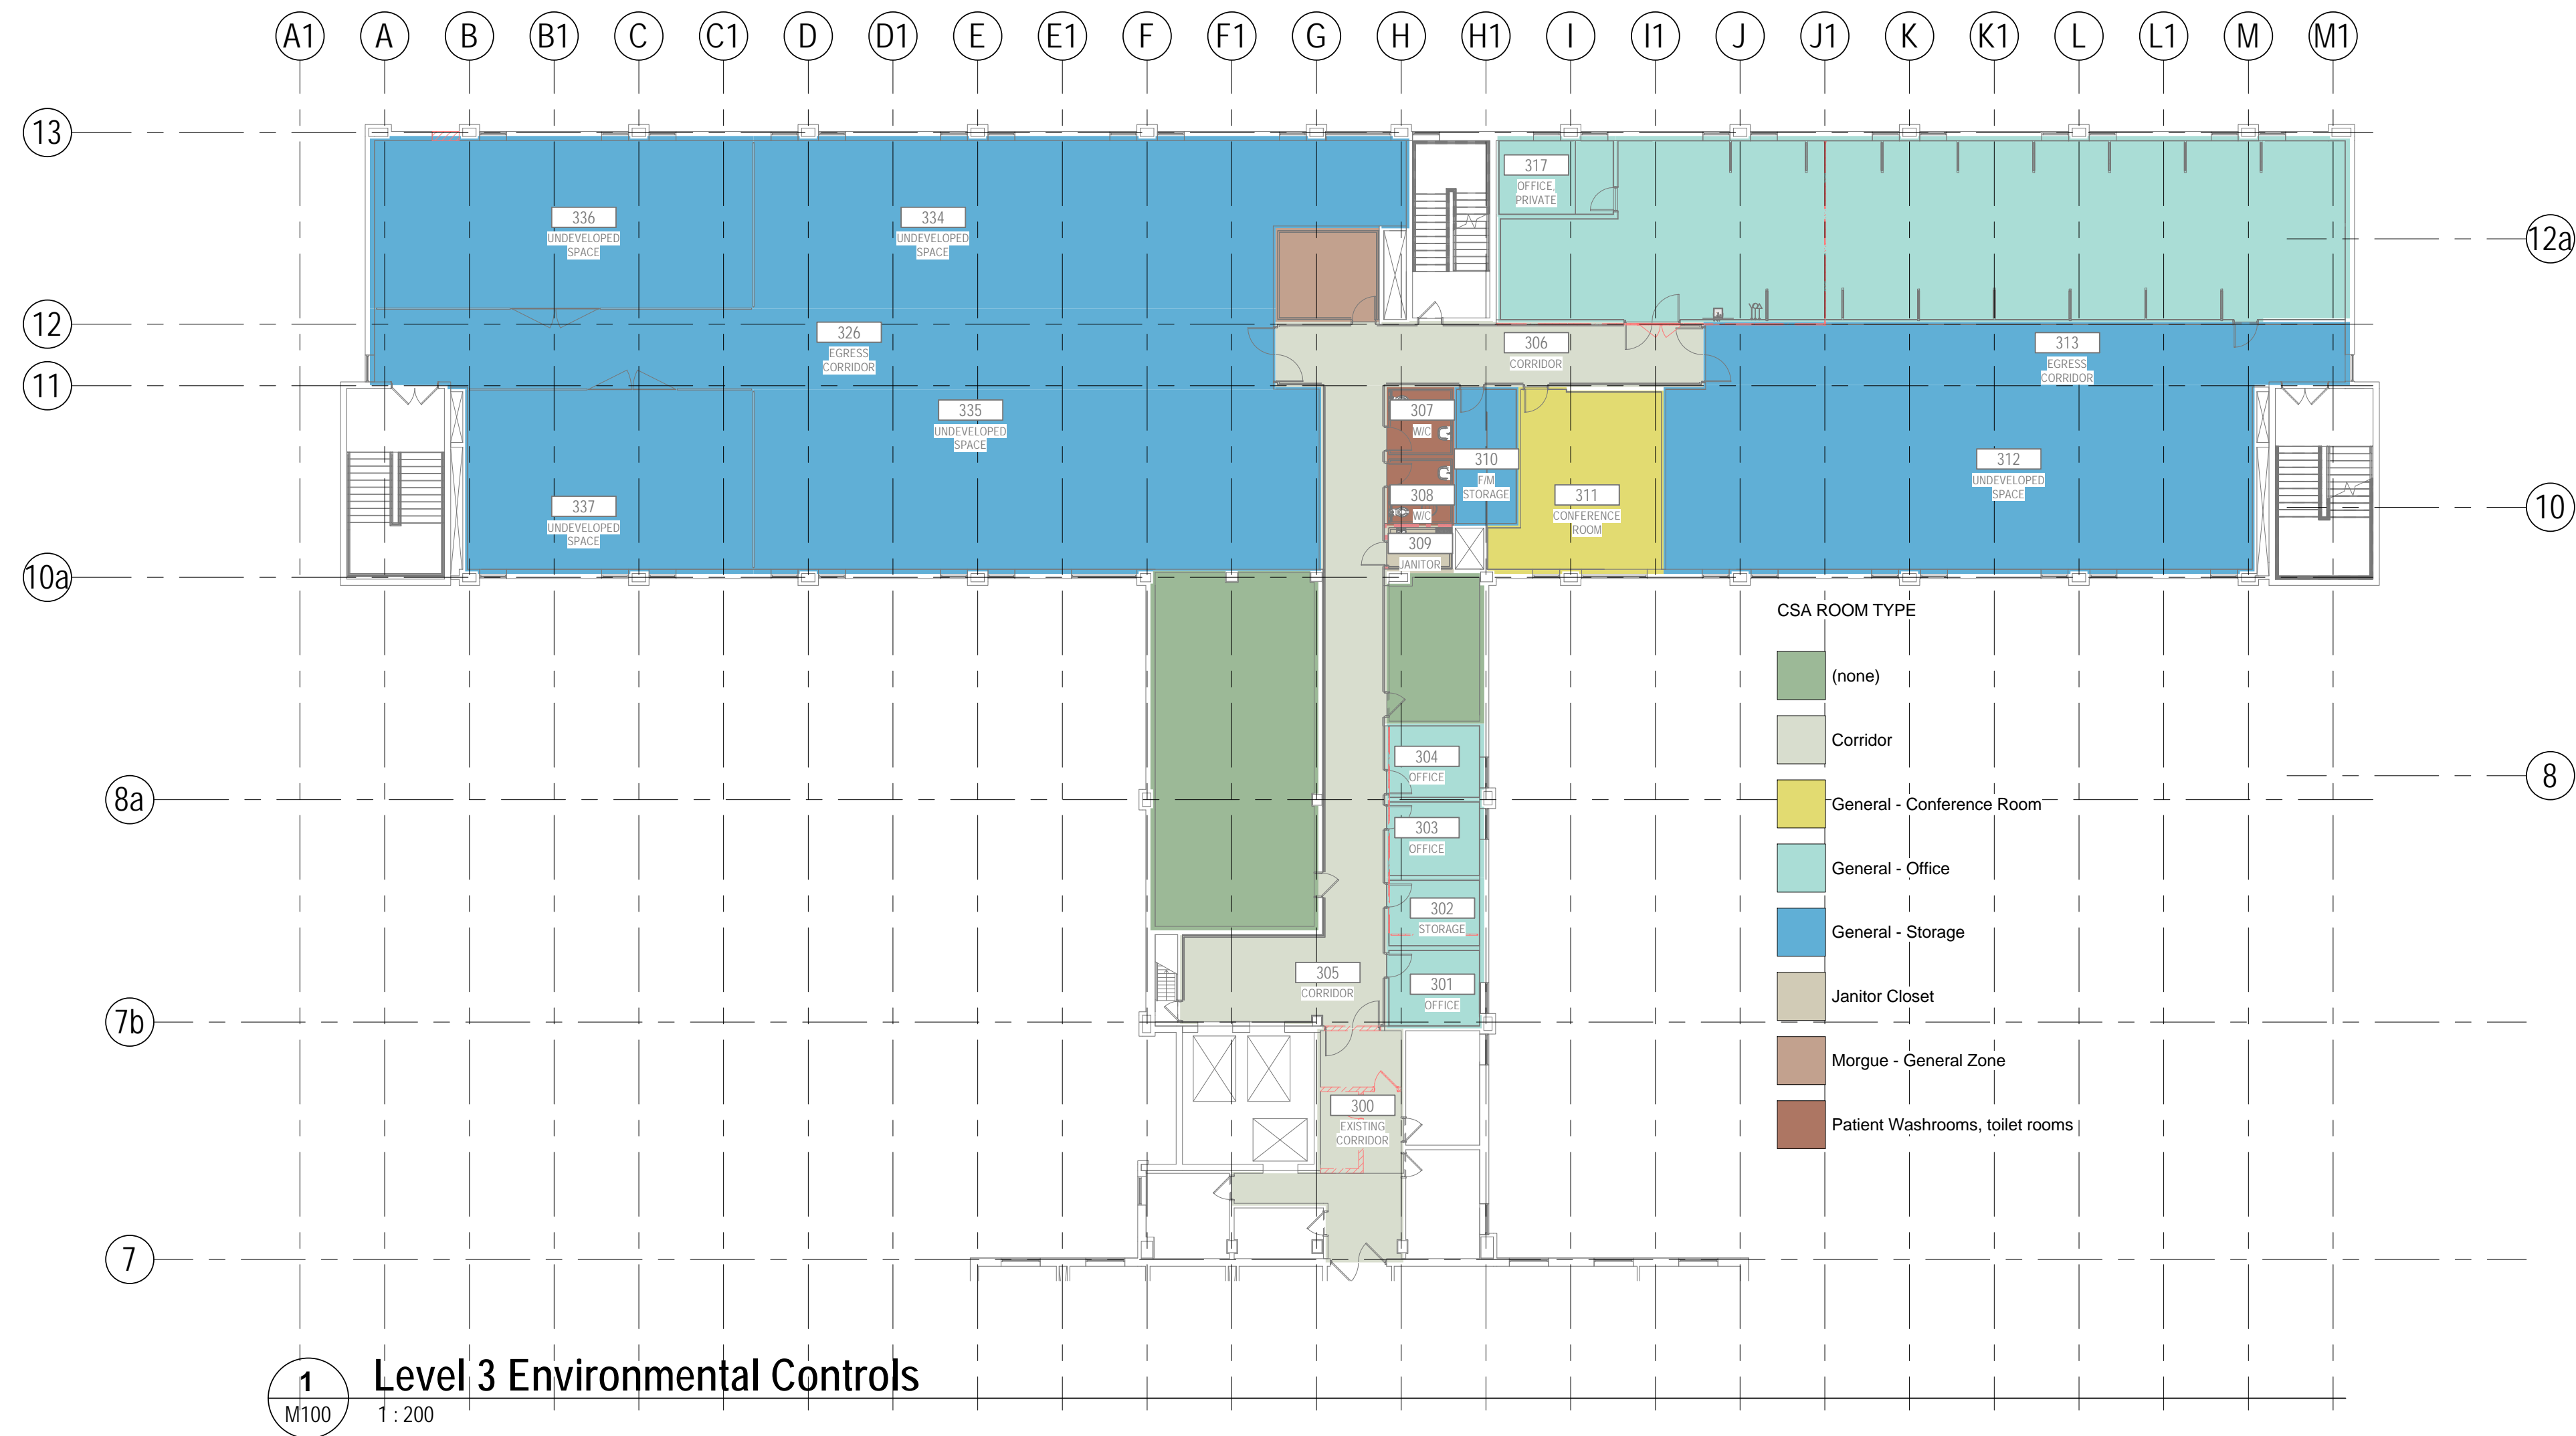 A1 A B B1 C C1 D D1 E E1 F F1 G H H1 I I1 J J1 K K1 L L1 M M1
13
317
OFFICE,
PRIVATE
336
UNDEVELOPED
SPACE
334
UNDEVELOPED
SPACE
12a
12
326
EGRESS
CORRIDOR
306
CORRIDOR
313
EGRESS
CORRIDOR
11
335
UNDEVELOPED
SPACE
307
W/C
310
F/M
STORAGE
312
UNDEVELOPED
SPACE
337
UNDEVELOPED
SPACE
308
W/C
311
CONFERENCE
ROOM
10
309
JANITOR
10a
CSA ROOM TYPE
(none)
Corridor
General - Conference Room
General - Office
General - Storage
Janitor Closet
Morgue - General Zone
Patient Washrooms, toilet rooms
304
OFFICE
8
8a
303
OFFICE
302
STORAGE
305
CORRIDOR
301
OFFICE
7b
300
EXISTING
CORRIDOR
7
1
M100
Level 3 Environmental Controls
1 : 200